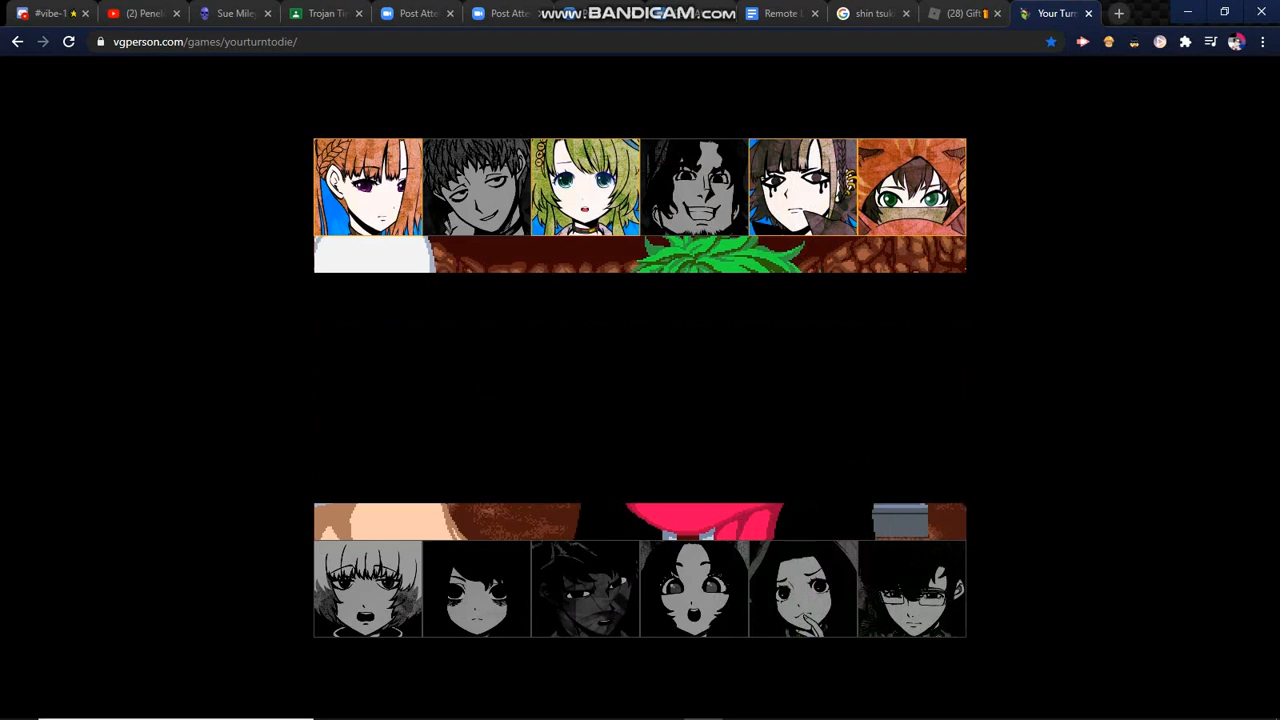 #vibe-1
(2) Penel
Sue Mile
Trojan Ti
Post Atte
Post Atte
www.BANDICAM.com
Remote
shin tsuk
(28) Gift
Your Turn
vgperson.com/games/yourturntodie/